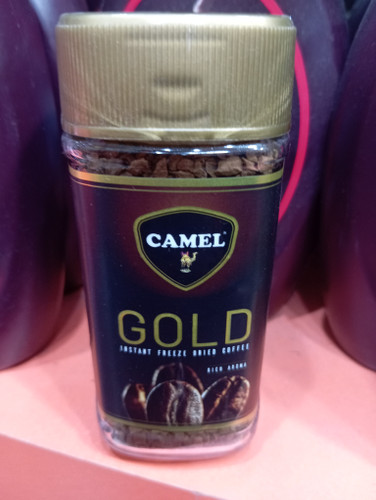 CAMEL
GOLD
INSTANT FREEZE DRIED COFFEE
RICH AROMA